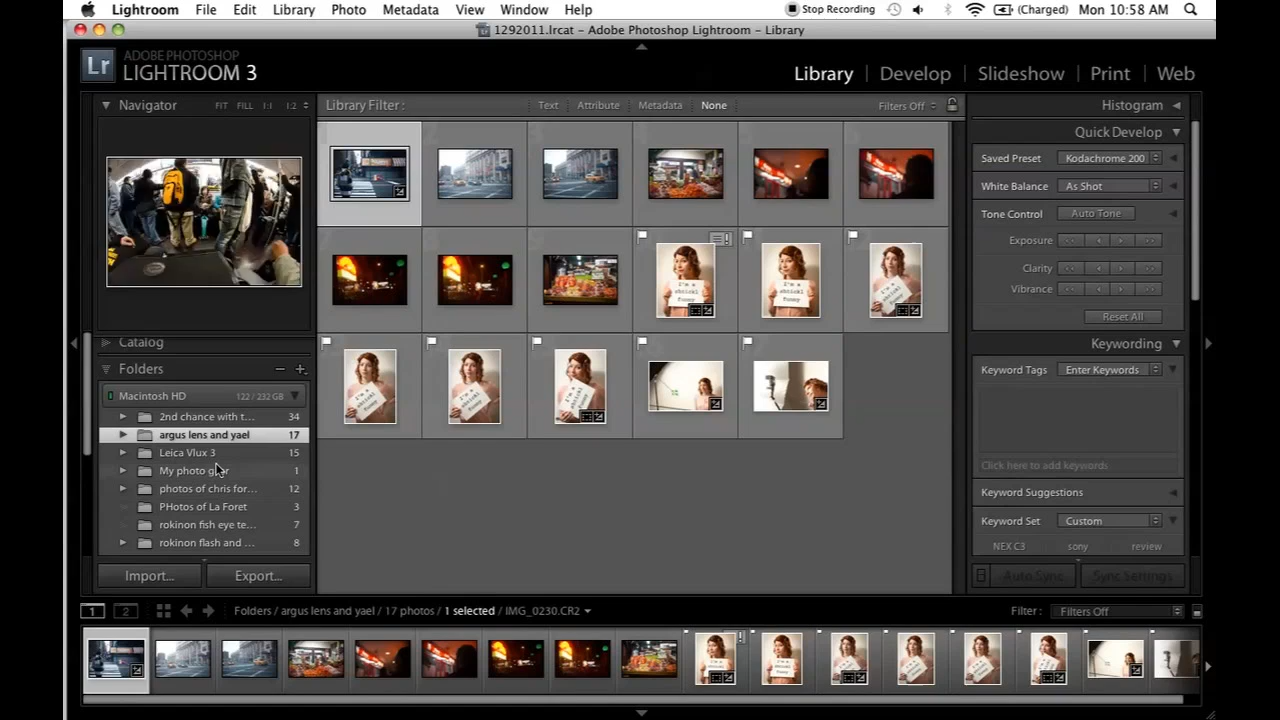 Lightroom File Edit Library Photo Metadata View Window Help Stop Recording (Charged) Mon 10:58 AM
1292011.lrcat - Adobe Photoshop Lightroom - Library
Lr ADOBE PHOTOSHOP
LIGHTROOM 3
Library Develop Slideshow Print Web
Navigator FIT FILL 1:1 1:2
Library Filter : Text Attribute Metadata None Filters Off
Histogram
Quick Develop
Saved Preset Kodachrome 200
White Balance As Shot
Tone Control Auto Tone
Exposure
Clarity
Vibrance
Reset All
Catalog
Folders
Macintosh HD 122 / 232 GB
2nd chance with t... 34
argus lens and yael 17
Leica Vlux 3 15
My photo 1
photos of chris for... 12
PHotos of La Foret 3
rokinon fish eye te... 7
rokinon flash and ... 8
Import... Export...
I'm a
shtickl
funny
I'm a
shtickl
funny
Keywording
Keyword Tags Enter Keywords
Click here to add keywords
Keyword Suggestions
Keyword Set Custom
NEX C3 sony review
Auto Sync Sync Settings
1 2 Folders / argus lens and yael / 17 photos / 1 selected / IMG_0230.CR2
Filter : Filters Off